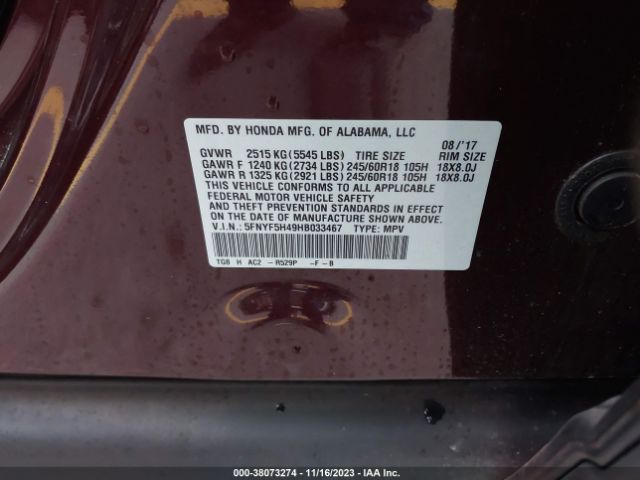 MFD. BY HONDA MFG. OF ALABAMA, LLC 08/'17
GVWR 2515 KG(5545 LBS) TIRE SIZE RIM SIZE
GAWR F 1240 KG(2734 LBS)245/60R18 105H 18X8.0J
GAWR R 1325 KG(2921 LBS)245/60R18 105H 18X8.0J
THIS VEHICLE CONFORMS TO ALL APPLICABLE
FEDERAL MOTOR VEHICLE SAFETY
AND THEFT PREVENTION STANDARDS IN EFFECT
ON THE DATE OF MANUFACTURE SHOWN ABOVE.
V.I.N.: 5FNYF5H49HB033467 TYPE: MPV
TGB H AC2 -R529P -F-B
000-38073274 - 11/16/2023 - IAA Inc.